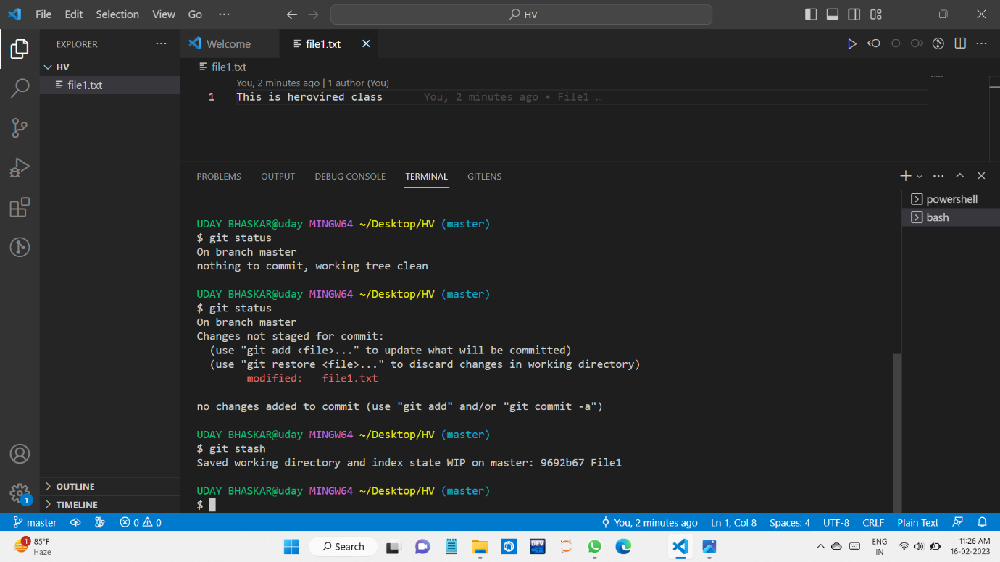 File Edit Selection View Go ···
HV
EXPLORER ···
Welcome
file1.txt
HV
file1.txt
file1.txt
You, 2 minutes ago | 1 author (You)
1 This is herovired class You, 2 minutes ago • File1 …
PROBLEMS OUTPUT DEBUG CONSOLE TERMINAL GITLENS
powershell
bash
UDAY BHASKAR@uday MINGW64 ~/Desktop/HV (master)
$ git status
On branch master
nothing to commit, working tree clean
UDAY BHASKAR@uday MINGW64 ~/Desktop/HV (master)
$ git status
On branch master
Changes not staged for commit:
(use "git add <file>..." to update what will be committed)
(use "git restore <file>..." to discard changes in working directory)
modified: file1.txt
no changes added to commit (use "git add" and/or "git commit -a")
UDAY BHASKAR@uday MINGW64 ~/Desktop/HV (master)
$ git stash
Saved working directory and index state WIP on master: 9692b67 File1
UDAY BHASKAR@uday MINGW64 ~/Desktop/HV (master)
$
OUTLINE
TIMELINE
1
master 0 0 You, 2 minutes ago Ln 1, Col 8 Spaces: 4 UTF-8 CRLF Plain Text
1
85°F
Haze
Search
DEV
ENG
IN
11:26 AM
16-02-2023